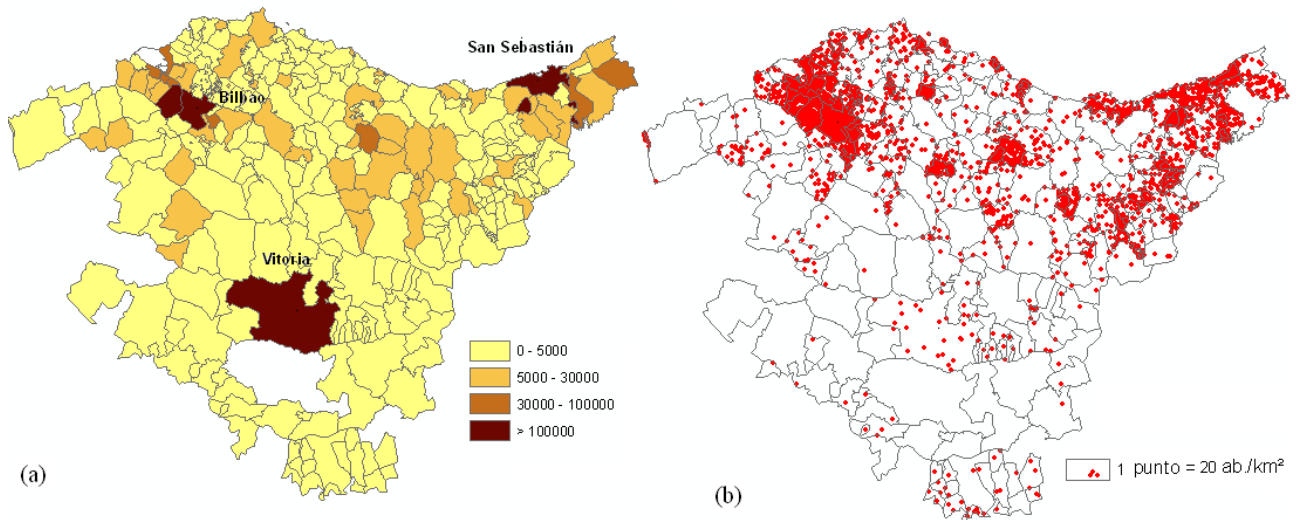 San Sebastián
Bilbao
Vitoria
0 - 5000
5000 - 30000
30000 - 100000
> 100000
(a)
1 punto = 20 ab./km²
(b)